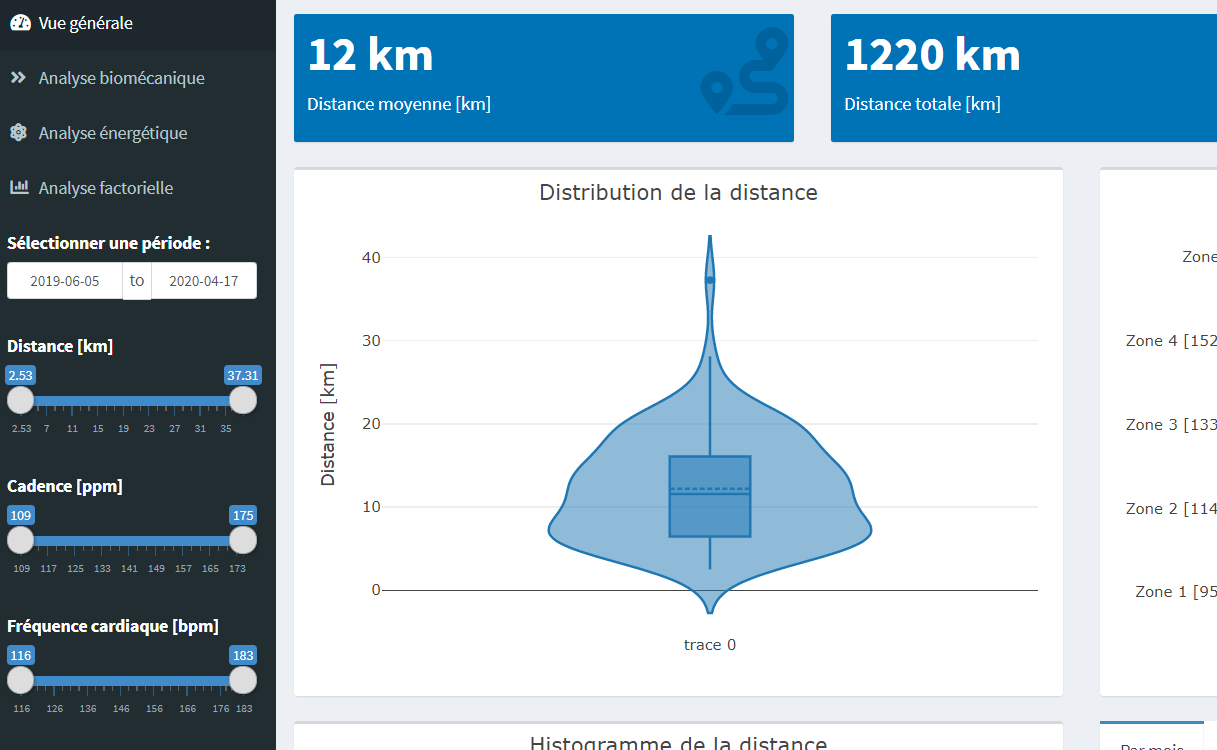 Vue générale
Analyse biomécanique
Analyse énergétique
Analyse factorielle
Sélectionner une période :
2019-06-05 to 2020-04-17
Distance [km]
2.53 37.31
2.53 7 11 15 19 23 27 31 35
Cadence [ppm]
109 175
109 117 125 133 141 149 157 165 173
Fréquence cardiaque [bpm]
116 183
116 126 136 146 156 166 176 183
12 km
Distance moyenne [km]
1220 km
Distance totale [km]
Distribution de la distance
Distance [km]
40
30
20
10
0
trace 0
Zone
Zone 4 [152
Zone 3 [133
Zone 2 [114
Zone 1 [95
Histogramme de la distance
Par mois